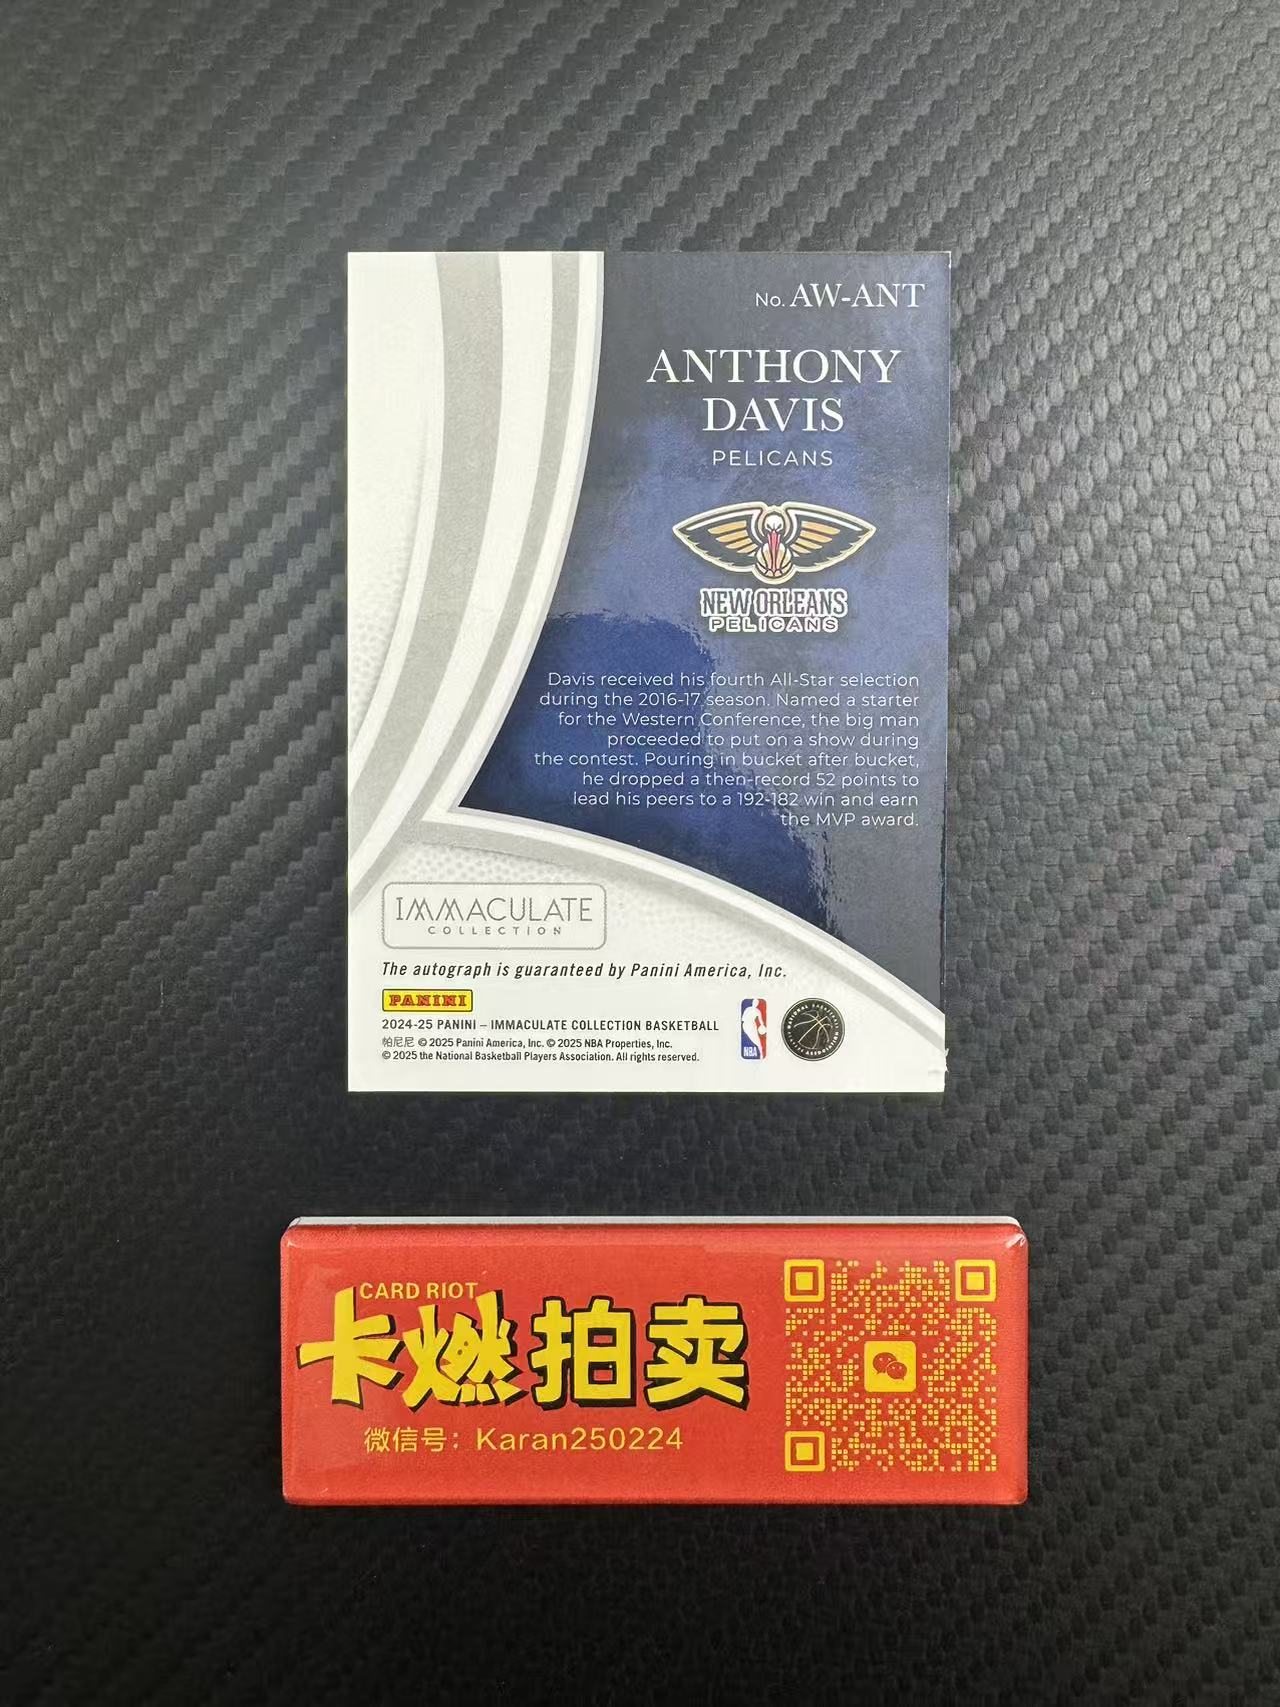 No. AW-ANT
ANTHONY
DAVIS
PELICANS
NEW ORLEANS
PELICANS
Davis received his fourth All-Star selection
during the 2016-17 season. Named a starter
for the Western Conference, the big man
proceeded to put on a show during
the contest. Pouring in bucket after bucket,
he dropped a then-record 52 points to
lead his peers to a 192-182 win and earn
the MVP award.
IMMACULATE
COLLECTION
The autograph is guaranteed by Panini America, Inc.
PANINI
2024-25 PANINI – IMMACULATE COLLECTION BASKETBALL
帕尼尼 © 2025 Panini America, Inc. © 2025 NBA Properties, Inc.
© 2025 the National Basketball Players Association. All rights reserved.
NBA
NATIONAL BASKETBALL
PLAYERS ASSOCIATION
CARD RIOT
卡燃拍卖
微信号：Karan250224